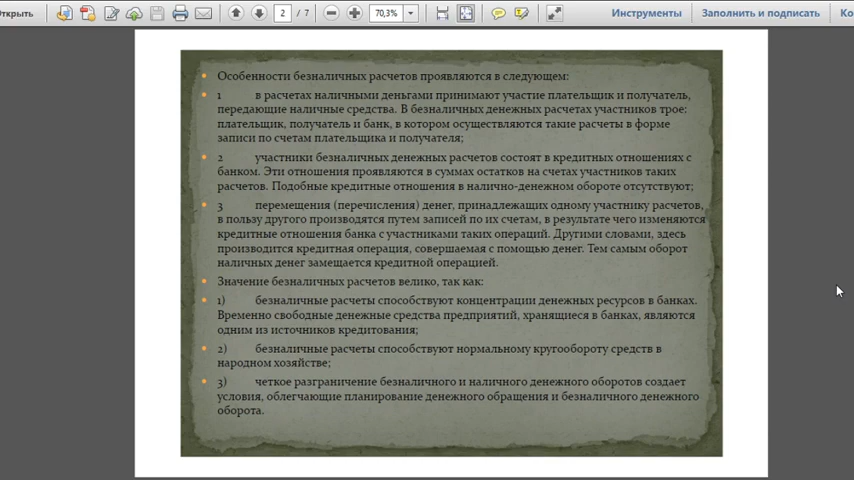 Открыть
2 / 7
70,3%
Инструменты
Заполнить и подписать
Ко
Особенности безналичных расчетов проявляются в следующем:
1 в расчетах наличными деньгами принимают участие плательщик и получатель,
передающие наличные средства. В безналичных денежных расчетах участников трое:
плательщик, получатель и банк, в котором осуществляются такие расчеты в форме
записи по счетам плательщика и получателя;
2 участники безналичных денежных расчетов состоят в кредитных отношениях с
банком. Эти отношения проявляются в суммах остатков на счетах участников таких
расчетов. Подобные кредитные отношения в налично-денежном обороте отсутствуют;
3 перемещения (перечисления) денег, принадлежащих одному участнику расчетов,
в пользу другого производятся путем записей по их счетам, в результате чего изменяются
кредитные отношения банка с участниками таких операций. Другими словами, здесь
производится кредитная операция, совершаемая с помощью денег. Тем самым оборот
наличных денег замещается кредитной операцией.
Значение безналичных расчетов велико, так как:
1) безналичные расчеты способствуют концентрации денежных ресурсов в банках.
Временно свободные денежные средства предприятий, хранящиеся в банках, являются
одним из источников кредитования;
2) безналичные расчеты способствуют нормальному кругообороту средств в
народном хозяйстве;
3) четкое разграничение безналичного и наличного денежного оборотов создает
условия, облегчающие планирование денежного обращения и безналичного денежного
оборота.